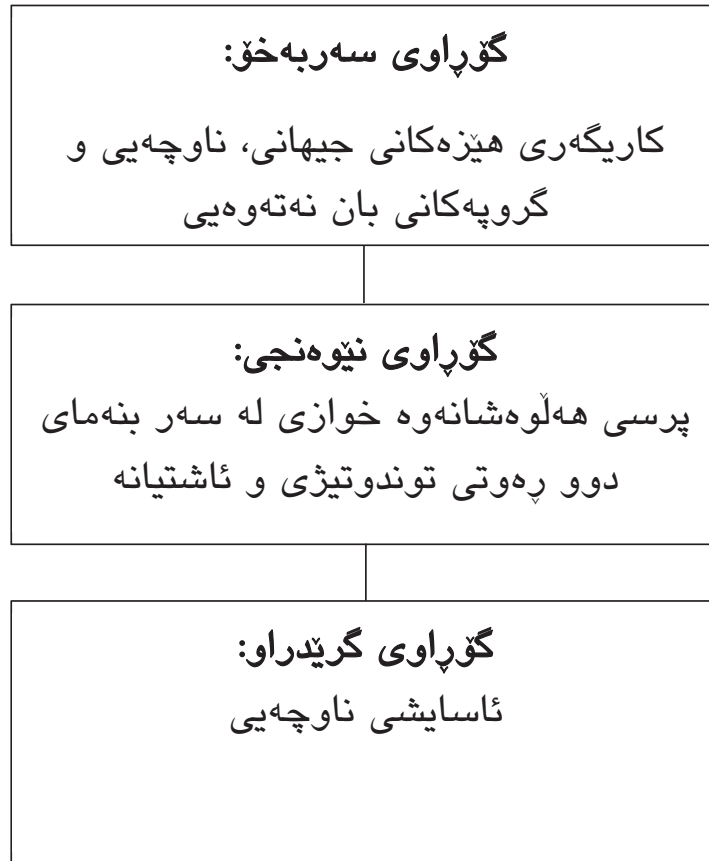 گۆڕاوی سەربەخۆ:
کاریگەری هێزەکانی جیهانی، ناوچەیی و
گروپەکانی بان نەتەوەیی
گۆڕاوی نێوەنجی:
پرسی هەڵوەشانەوە خوازی لە سەر بنەمای
دوو ڕەوتی توندوتیژی و ئاشتیانە
گۆڕاوی گرێدراو:
ئاسایشی ناوچەیی